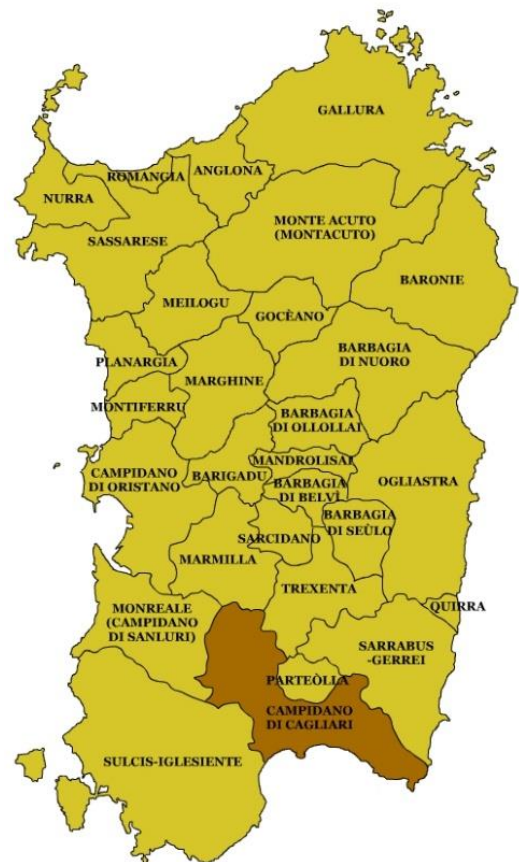 GALLURA
ROMANGIA
ANGLONA
NURRA
SASSARESE
MONTE ACUTO
(MONTACUTO)
BARONIE
MEILOGU
GOCÈANO
PLANARGIA
MARGHINE
BARBAGIA
DI NUORO
MONTIFERRU
BARBAGIA
DI OLLOLLAI
CAMPIDANO
DI ORISTANO
BARIGADU
MANDROLISAI
BARBAGIA
DI BELVÌ
OGLIASTRA
BARBAGIA
DI SEÙLO
SARCIDANO
MARMILLA
TREXENTA
MONREALE
(CAMPIDANO
DI SANLURI)
QUIRRA
SARRABUS
-GERREI
PARTEÒLLA
CAMPIDANO
DI CAGLIARI
SULCIS-IGLESIENTE